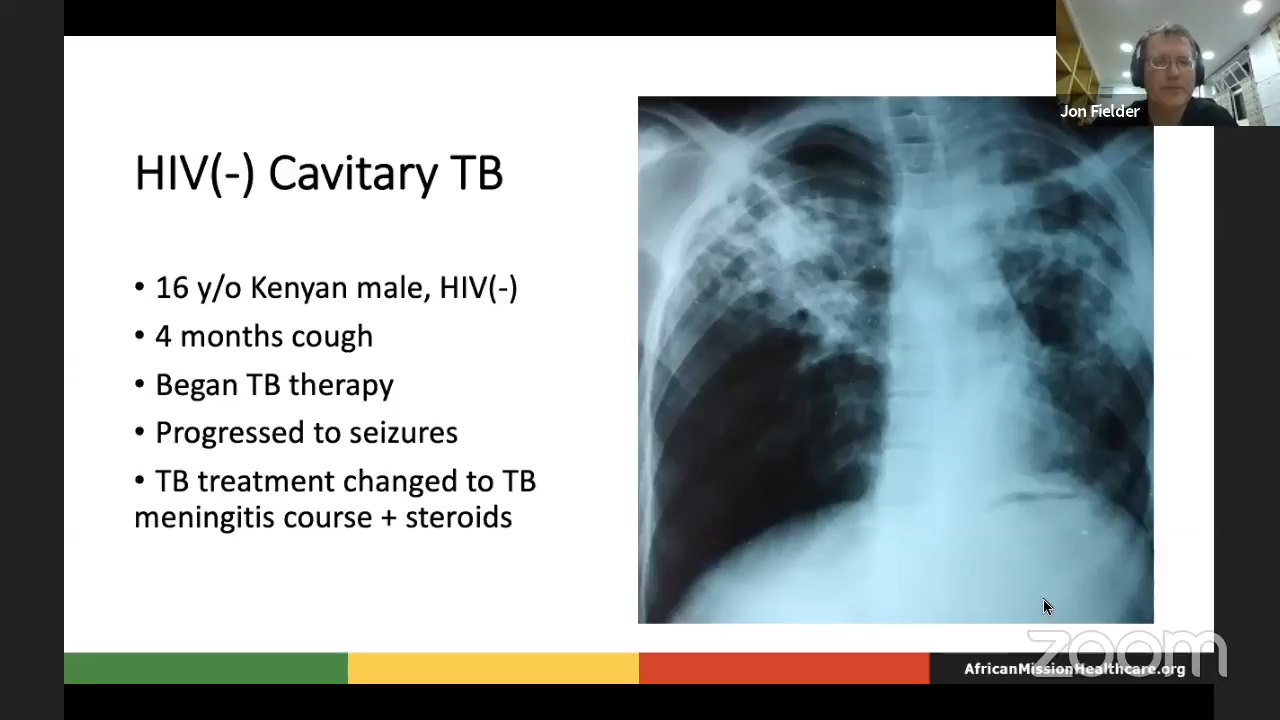 Jon Fielder
HIV(-) Cavitary TB
• 16 y/o Kenyan male, HIV(-)
• 4 months cough
• Began TB therapy
• Progressed to seizures
• TB treatment changed to TB
meningitis course + steroids
zoom
AfricanMissionHealthcare.org